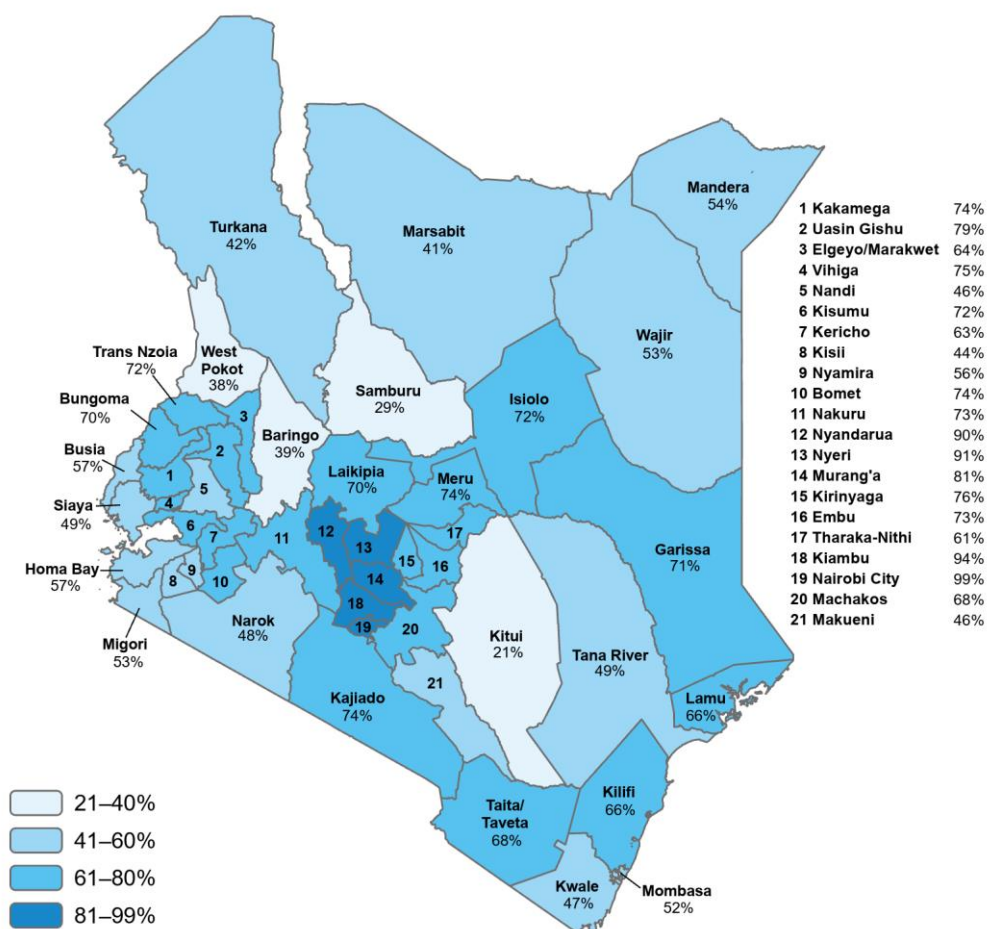 Mandera
54%
Turkana
42%
Marsabit
41%
Wajir
53%
Trans Nzoia
72%
West
Pokot
38%
Samburu
29%
Isiolo
72%
Bungoma
70%
3
Baringo
39%
2
Busia
57%
1
5
Laikipia
70%
Meru
74%
Siaya
49%
4
6
7
11
12
13
17
15
16
Garissa
71%
Homa Bay
57%
8
9
10
14
18
19
20
Migori
53%
Narok
48%
Kitui
21%
Tana River
49%
21
Kajiado
74%
Lamu
66%
Taita/
Taveta
68%
Kilifi
66%
Kwale
47%
Mombasa
52%
1 Kakamega 74%
2 Uasin Gishu 79%
3 Elgeyo/Marakwet 64%
4 Vihiga 75%
5 Nandi 46%
6 Kisumu 72%
7 Kericho 63%
8 Kisii 44%
9 Nyamira 56%
10 Bomet 74%
11 Nakuru 73%
12 Nyandarua 90%
13 Nyeri 91%
14 Murang'a 81%
15 Kirinyaga 76%
16 Embu 73%
17 Tharaka-Nithi 61%
18 Kiambu 94%
19 Nairobi City 99%
20 Machakos 68%
21 Makueni 46%
21–40%
41–60%
61–80%
81–99%